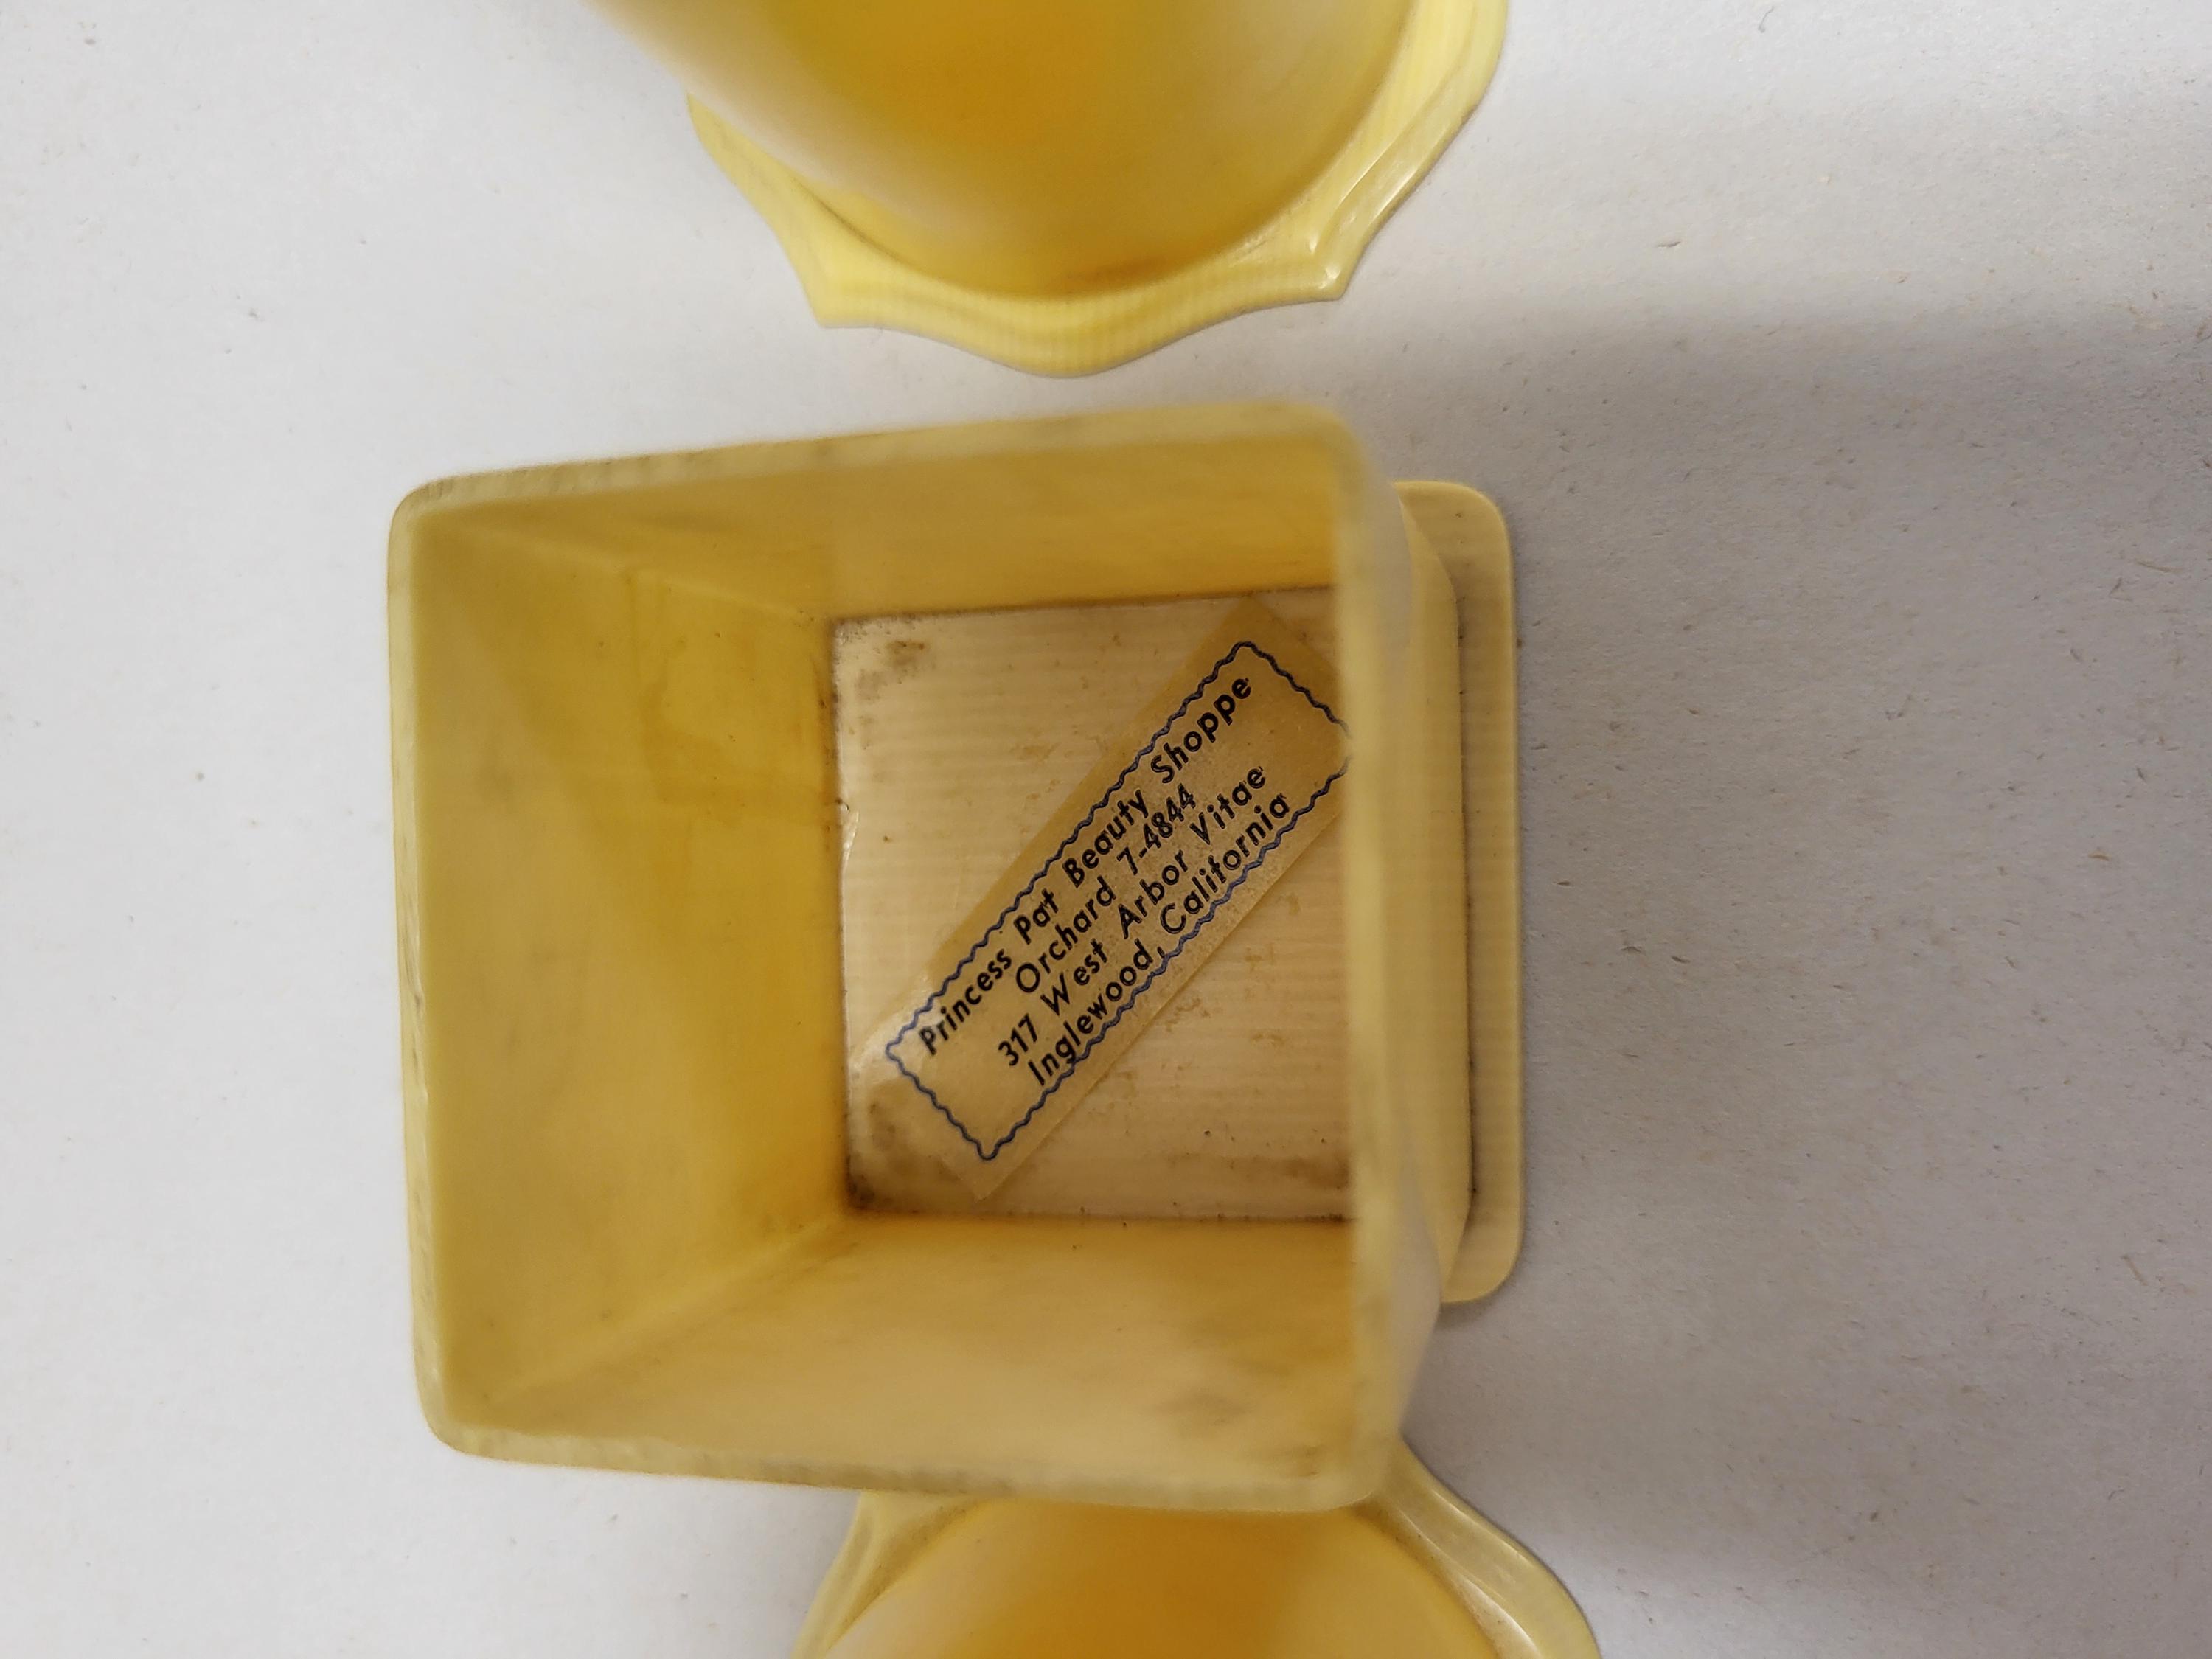 Princess Pat Beauty Shoppe
Orchard 7-4844
317 West Arbor Vitae
Inglewood, California